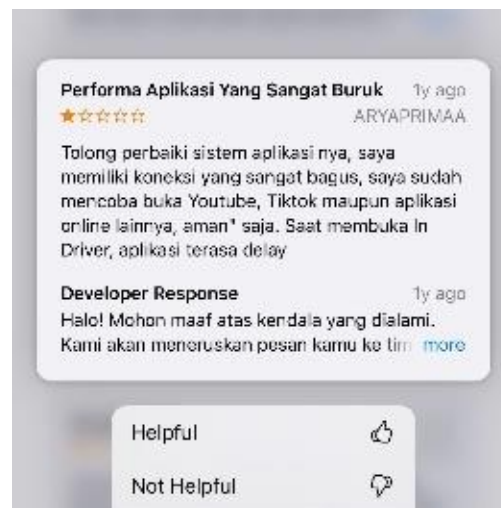 Performa Aplikasi Yang Sangat Buruk 1y ago
ARYAPRIMAA
Tolong perbaiki sistem aplikasi nya, saya
memiliki koneksi yang sangat bagus, saya sudah
mencoba buka Youtube, Tiktok maupun aplikasi
online lainnya, aman" saja. Saat membuka In
Driver, aplikasi terasa delay
Developer Response 1y ago
Halo! Mohon maaf atas kendala yang dialami.
Kami akan meneruskan pesan kamu ke tim more
Helpful
Not Helpful